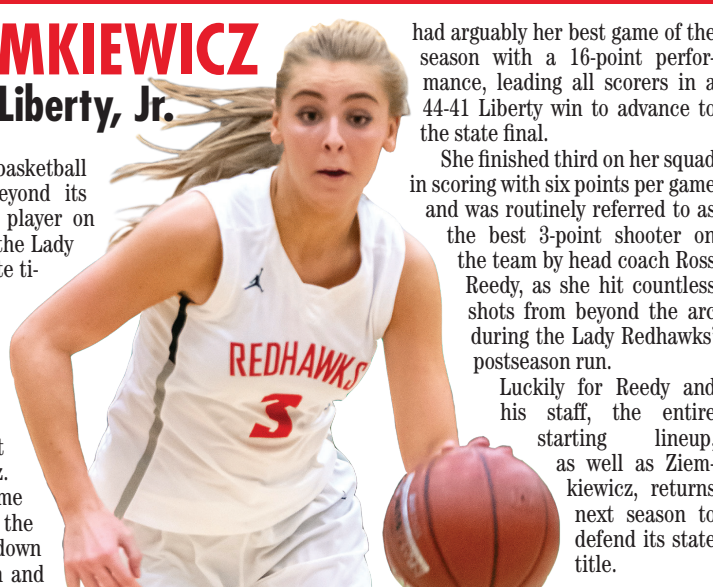 MKIEWICZ
Liberty, Jr.
basketball
eyond its
player on
the Lady
te ti-
t
z.
me
the
down
n and
REDHAWKS
3
had arguably her best game of the
season with a 16-point perfor-
mance, leading all scorers in a
44-41 Liberty win to advance to
the state final.
She finished third on her squad
in scoring with six points per game
and was routinely referred to as
the best 3-point shooter on
the team by head coach Ross
Reedy, as she hit countless
shots from beyond the arc
during the Lady Redhawks'
postseason run.
Luckily for Reedy and
his staff, the entire
starting lineup,
as well as Ziem-
kiewicz, returns
next season to
defend its state
title.